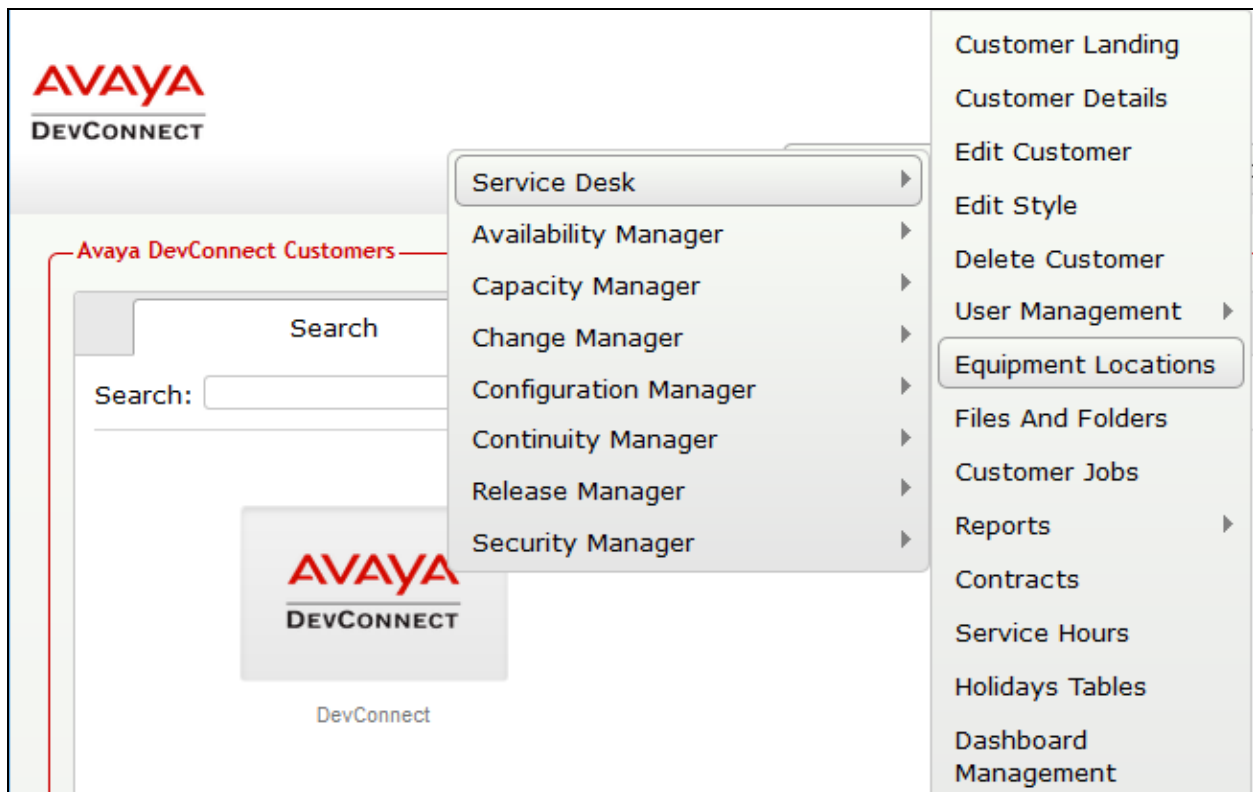 AVAYA
DEVCONNECT
Avaya DevConnect Customers
Search
Search:
AVAYA
DEVCONNECT
DevConnect
Service Desk
Availability Manager
Capacity Manager
Change Manager
Configuration Manager
Continuity Manager
Release Manager
Security Manager
Customer Landing
Customer Details
Edit Customer
Edit Style
Delete Customer
User Management
Equipment Locations
Files And Folders
Customer Jobs
Reports
Contracts
Service Hours
Holidays Tables
Dashboard
Management